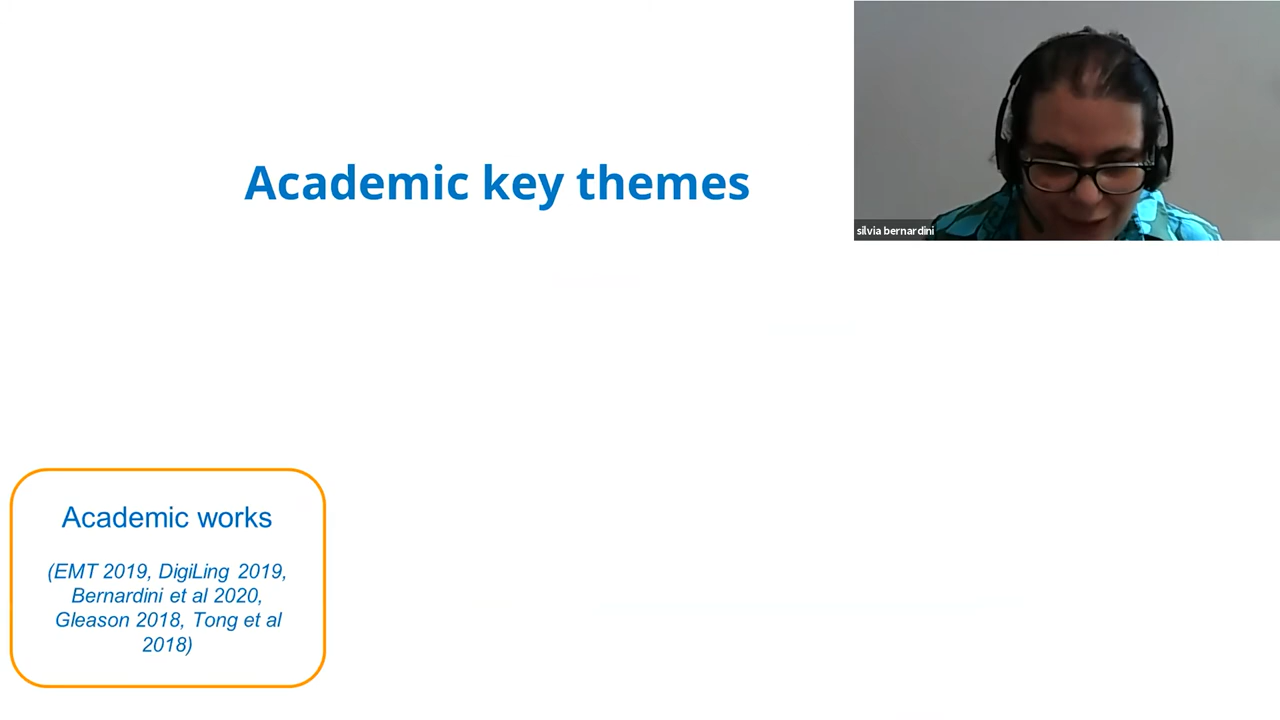 Academic key themes
silvia bernardini
Academic works
(EMT 2019, DigiLing 2019,
Bernardini et al 2020,
Gleason 2018, Tong et al
2018)